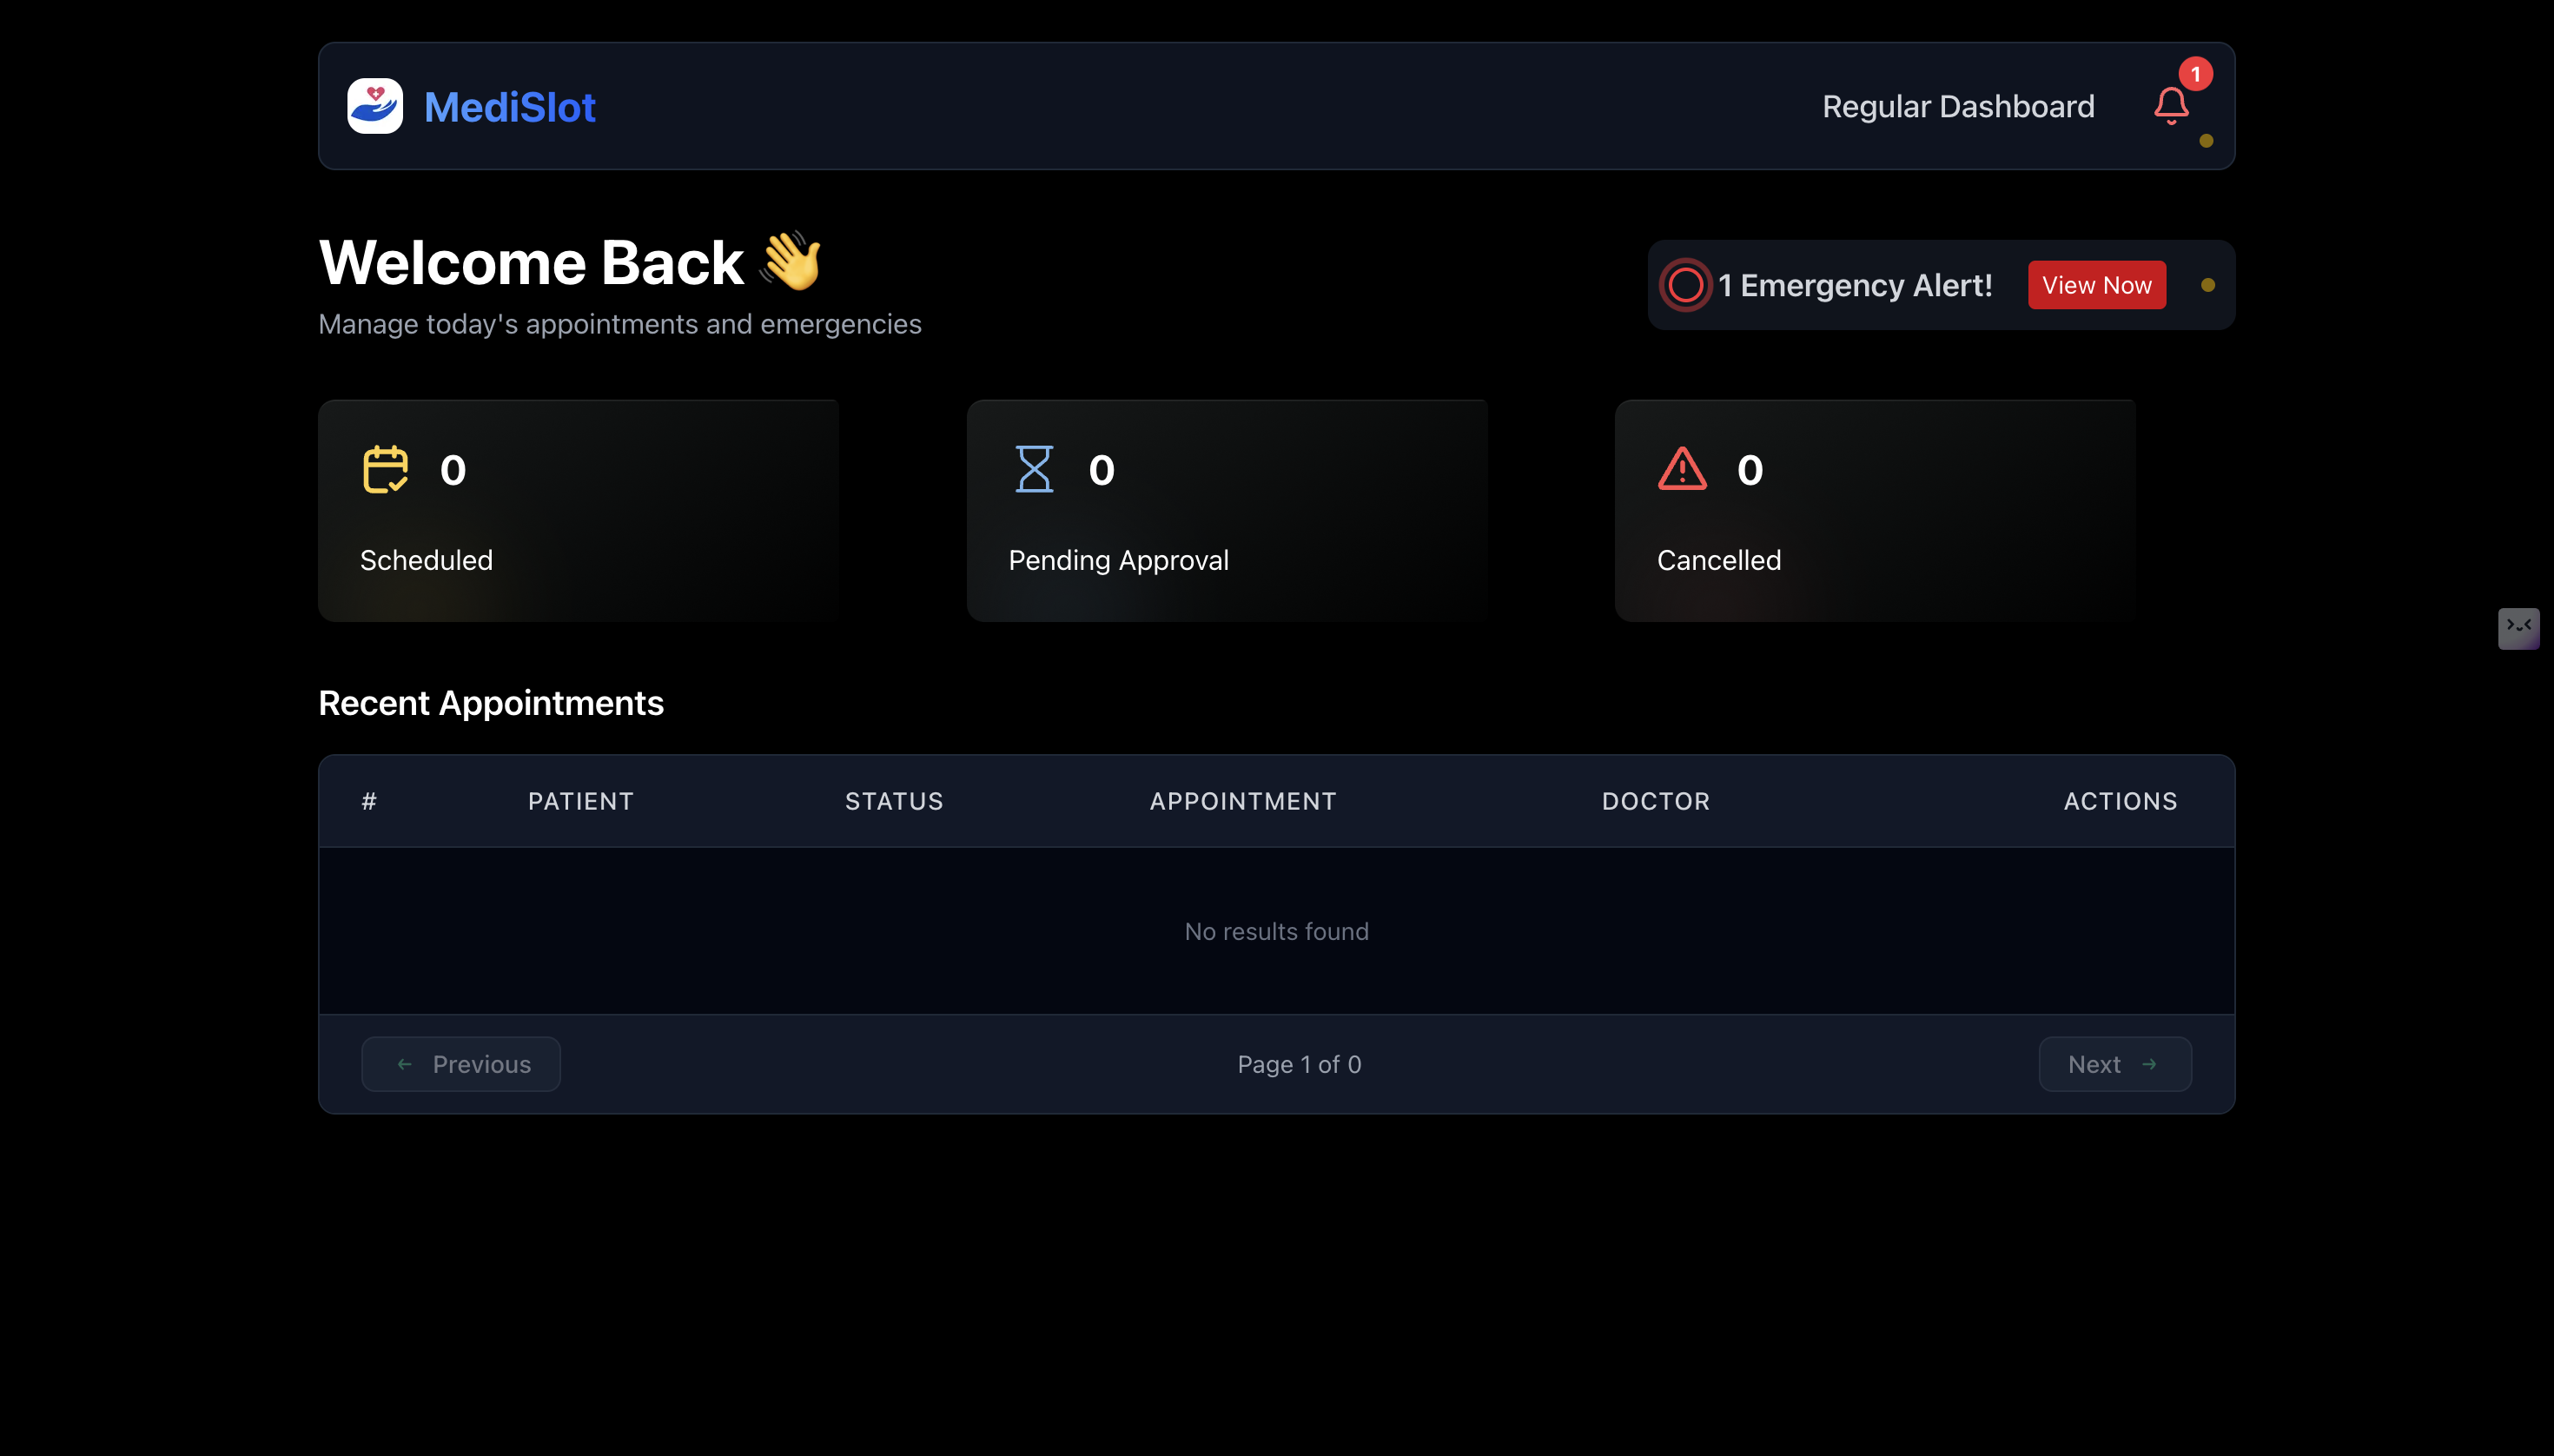 MediSlot
Regular Dashboard
1
Welcome Back 👋
Manage today's appointments and emergencies
1 Emergency Alert!
View Now
0
Scheduled
0
Pending Approval
0
Cancelled
Recent Appointments
# PATIENT STATUS APPOINTMENT DOCTOR ACTIONS
No results found
← Previous
Page 1 of 0
Next →